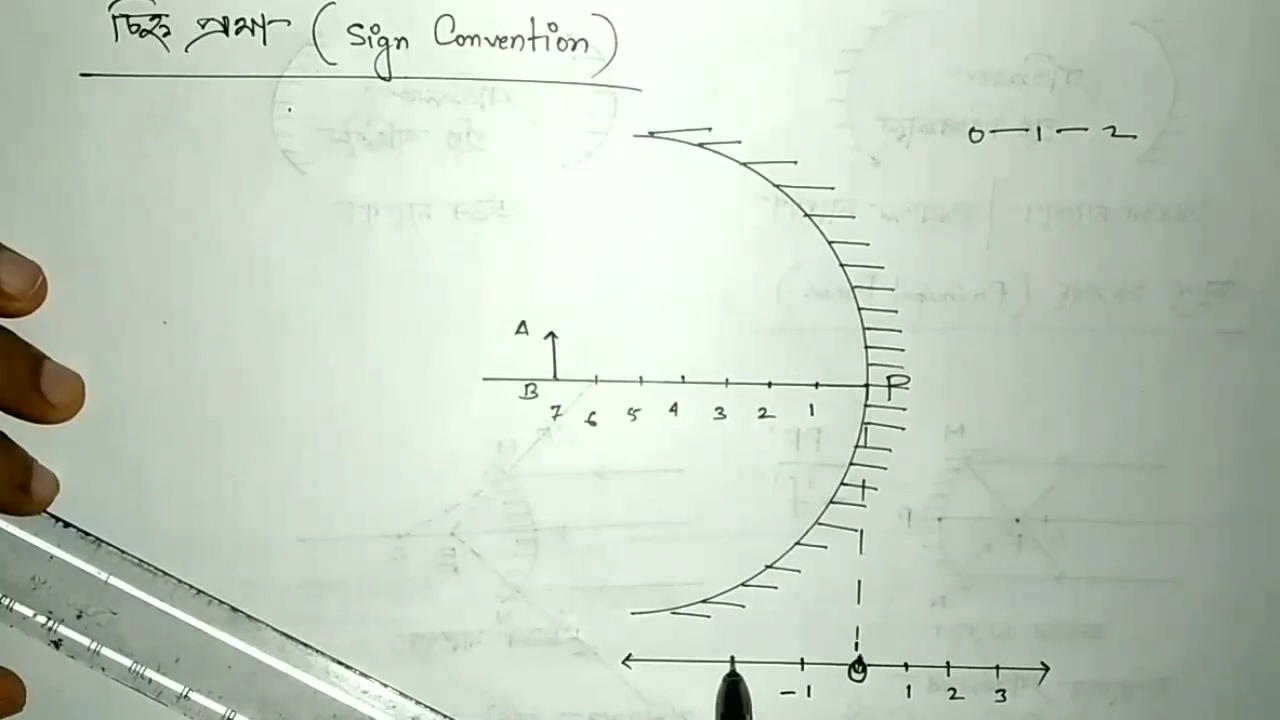 চিহ্ন প্রথা (Sign Convention)
0 — 1 — 2
A
B
P
7 6 5 4 3 2 1
-1 0 1 2 3